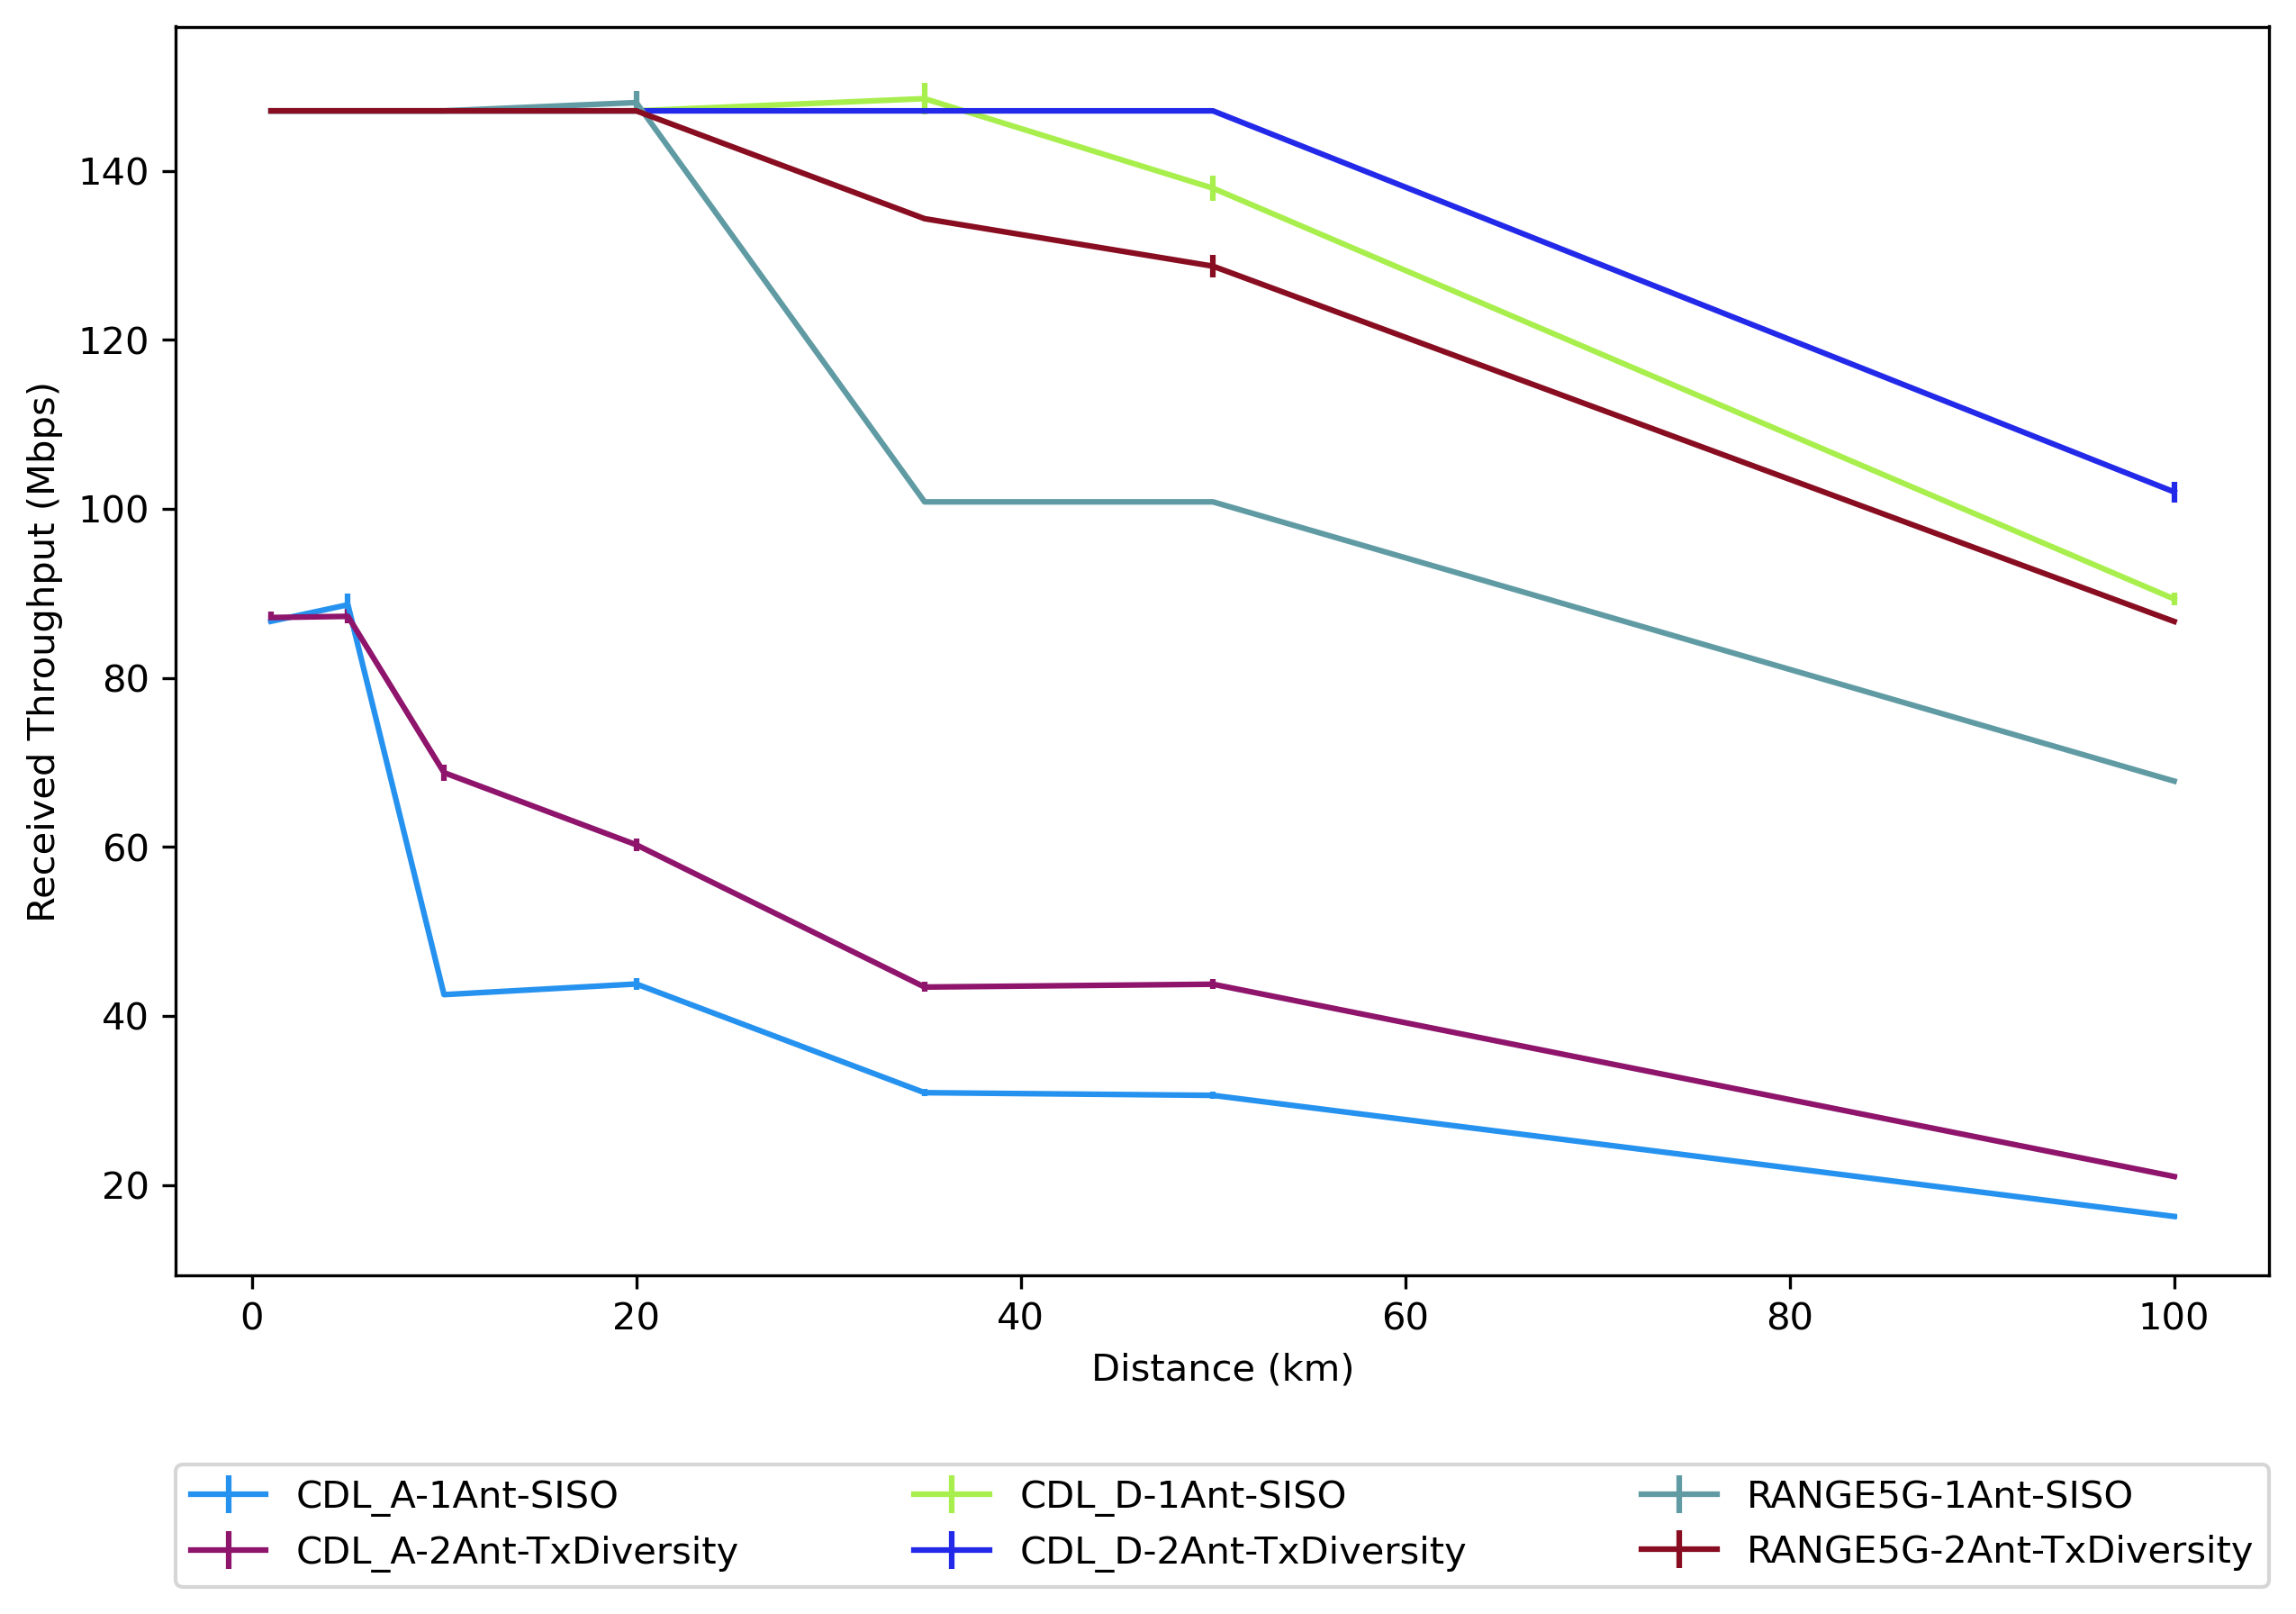 140
120
100
80
60
40
20
Received Throughput (Mbps)
0 20 40 60 80 100
Distance (km)
CDL_A-1Ant-SISO CDL_D-1Ant-SISO RANGE5G-1Ant-SISO
CDL_A-2Ant-TxDiversity CDL_D-2Ant-TxDiversity RANGE5G-2Ant-TxDiversity